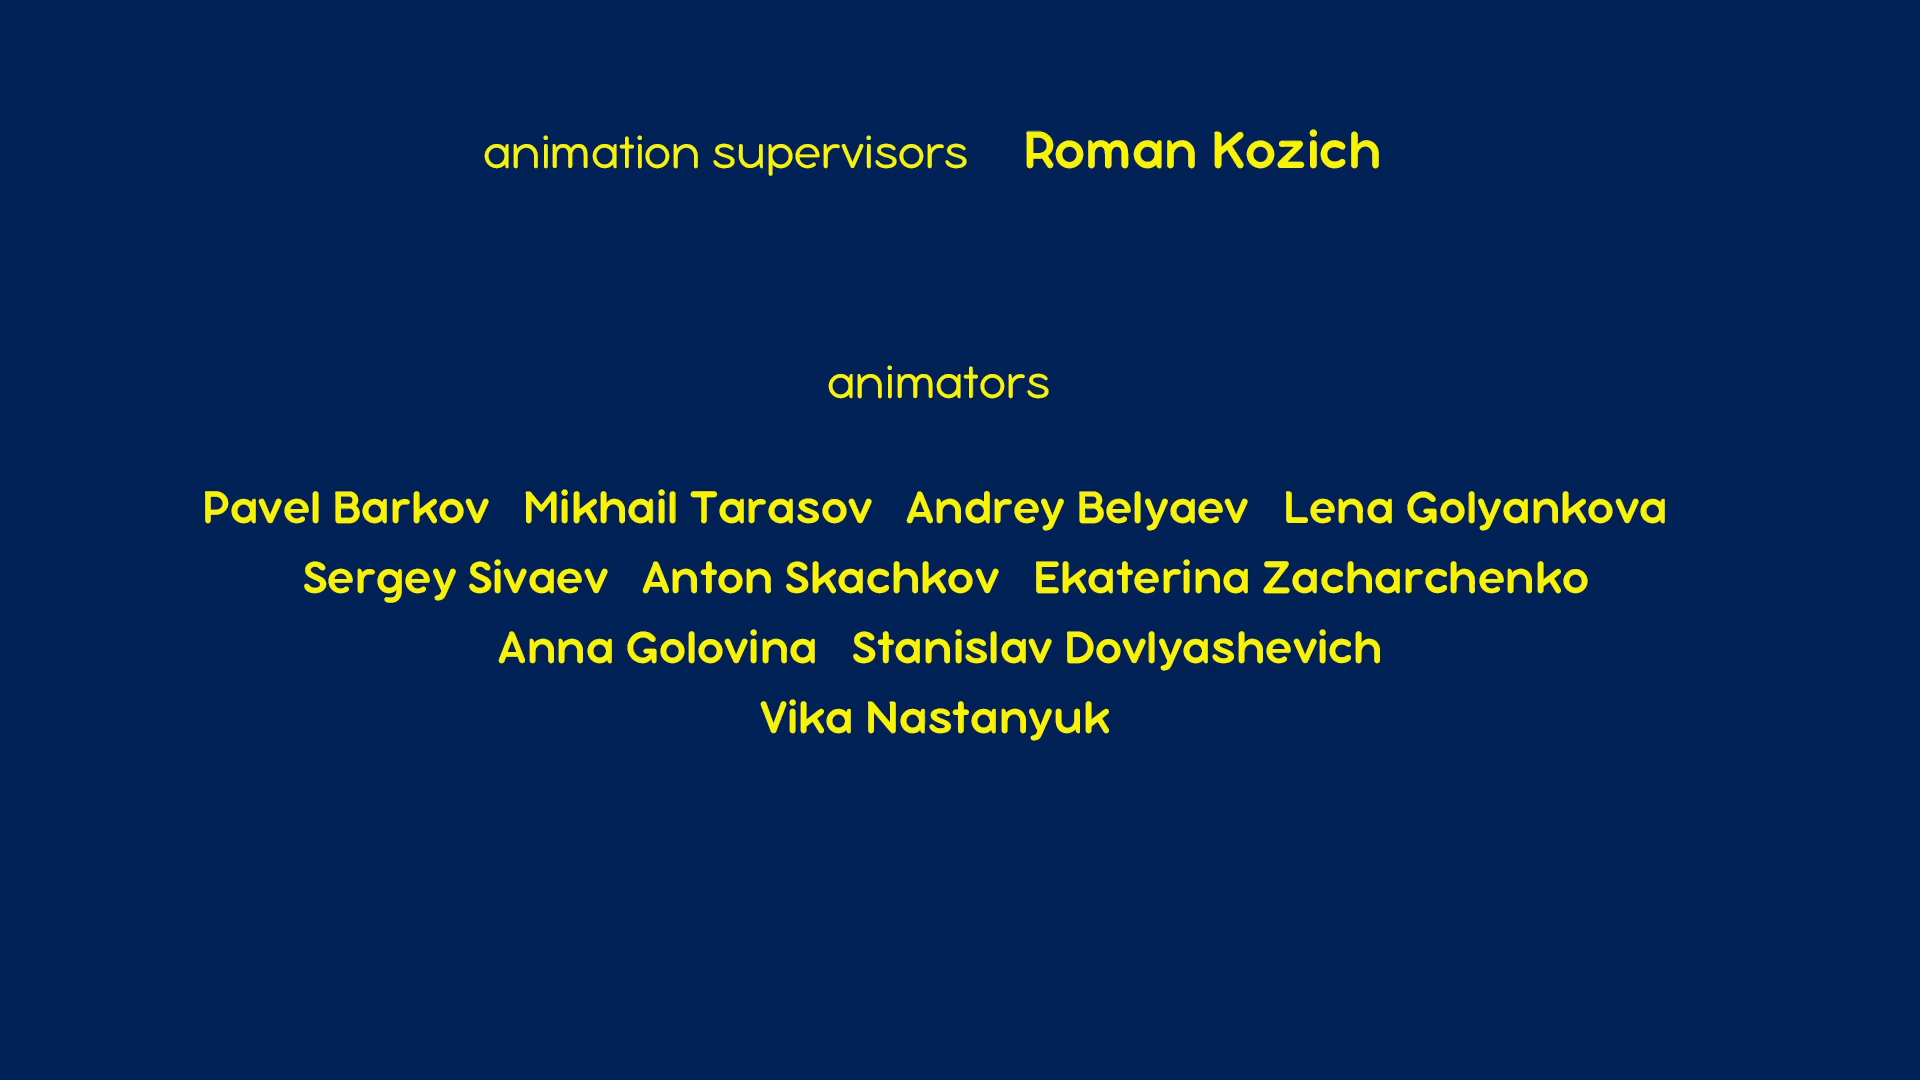 animation supervisors Roman Kozich
animators
Pavel Barkov Mikhail Tarasov Andrey Belyaev Lena Golyankova
Sergey Sivaev Anton Skachkov Ekaterina Zacharchenko
Anna Golovina Stanislav Dovlyashevich
Vika Nastanyuk